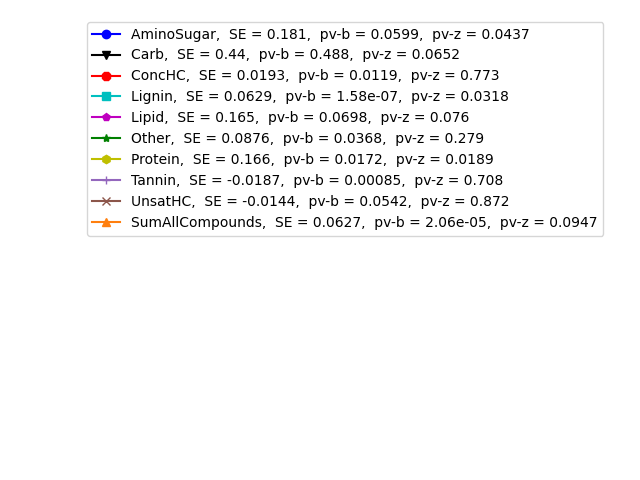 AminoSugar,  SE = 0.181,  pv-b = 0.0599,  pv-z = 0.0437
Carb,  SE = 0.44,  pv-b = 0.488,  pv-z = 0.0652
ConcHC,  SE = 0.0193,  pv-b = 0.0119,  pv-z = 0.773
Lignin,  SE = 0.0629,  pv-b = 1.58e-07,  pv-z = 0.0318
Lipid,  SE = 0.165,  pv-b = 0.0698,  pv-z = 0.076
Other,  SE = 0.0876,  pv-b = 0.0368,  pv-z = 0.279
Protein,  SE = 0.166,  pv-b = 0.0172,  pv-z = 0.0189
Tannin,  SE = -0.0187,  pv-b = 0.00085,  pv-z = 0.708
UnsatHC,  SE = -0.0144,  pv-b = 0.0542,  pv-z = 0.872
SumAllCompounds,  SE = 0.0627,  pv-b = 2.06e-05,  pv-z = 0.0947